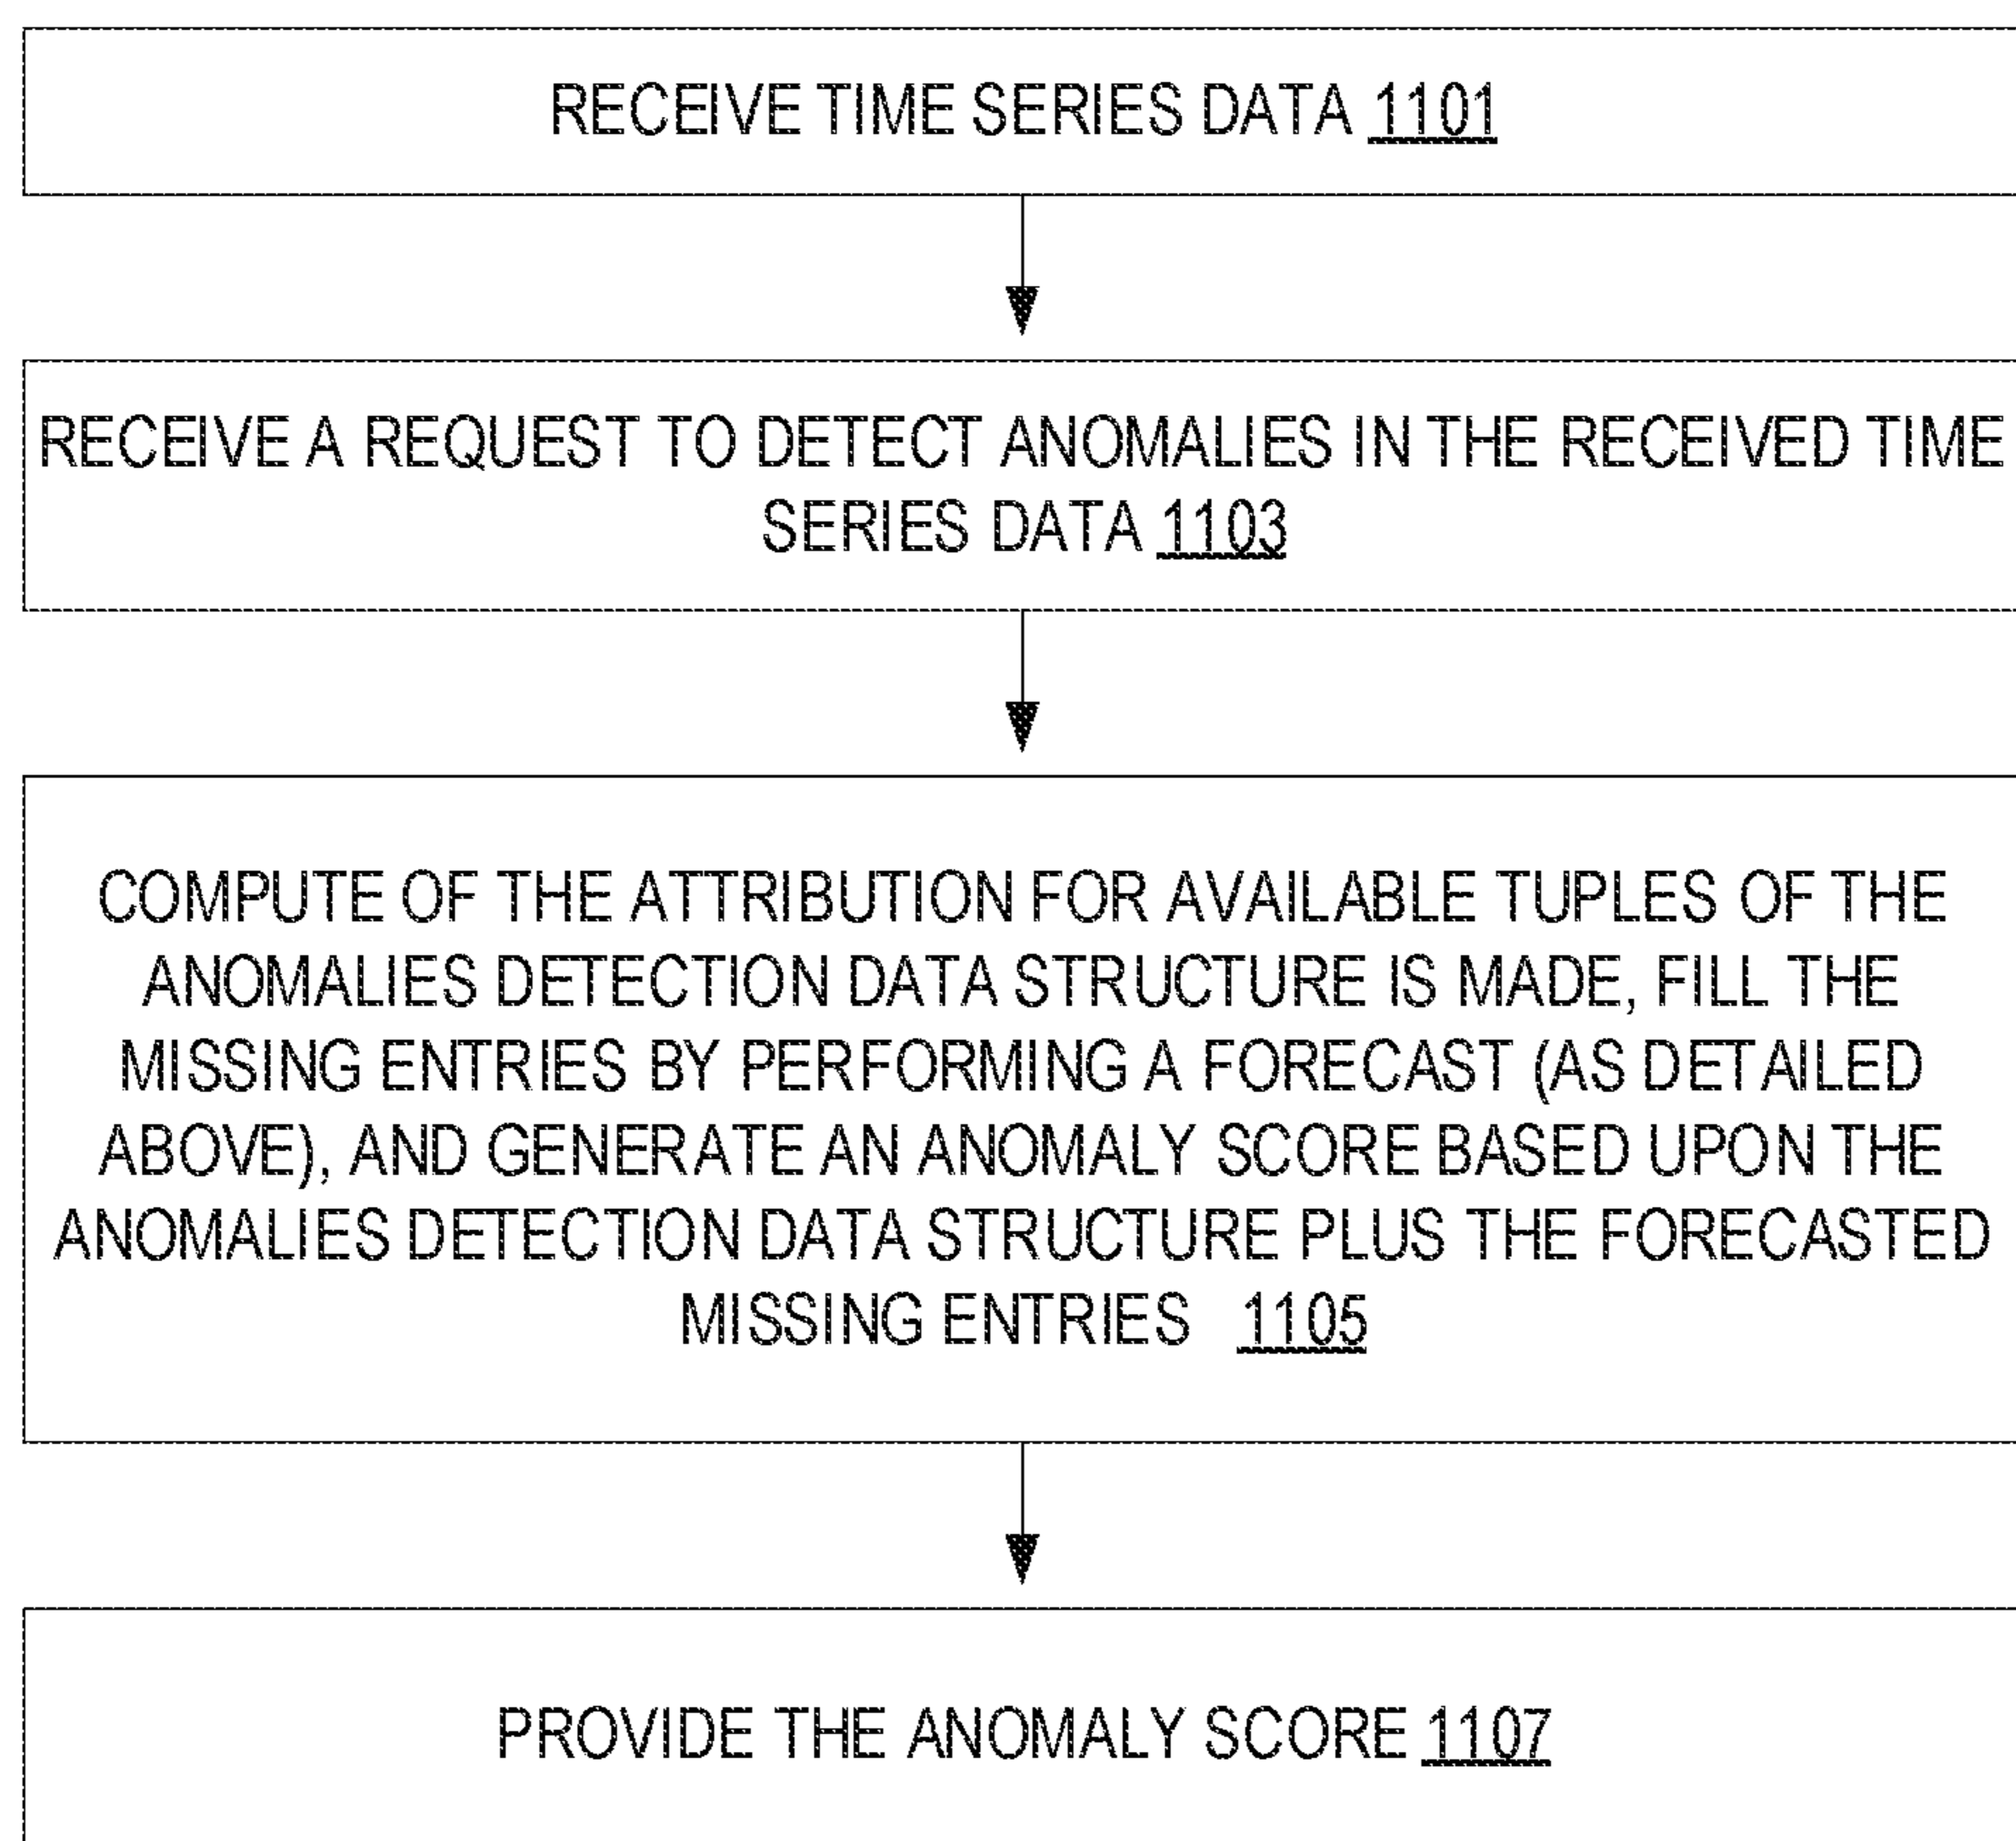 RECEIVE TIME SERIES DATA 1101
RECEIVE A REQUEST TO DETECT ANOMALIES IN THE RECEIVED TIME
SERIES DATA 1103
COMPUTE OF THE ATTRIBUTION FOR AVAILABLE TUPLES OF THE
ANOMALIES DETECTION DATA STRUCTURE IS MADE, FILL THE
MISSING ENTRIES BY PERFORMING A FORECAST (AS DETAILED
ABOVE), AND GENERATE AN ANOMALY SCORE BASED UPON THE
ANOMALIES DETECTION DATA STRUCTURE PLUS THE FORECASTED
MISSING ENTRIES 1105
PROVIDE THE ANOMALY SCORE 1107